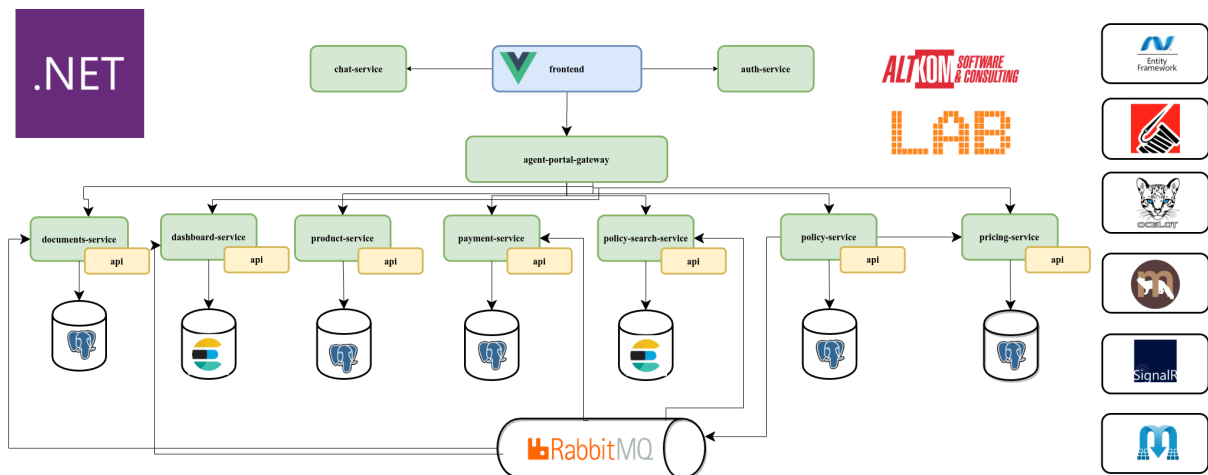 .NET
chat-service
frontend
auth-service
ALTKOM SOFTWARE
& CONSULTING
LAB
Entity
Framework
agent-portal-gateway
OCELOT
documents-service
api
dashboard-service
api
product-service
api
payment-service
api
policy-search-service
api
policy-service
api
pricing-service
api
m
SignalR
RabbitMQ